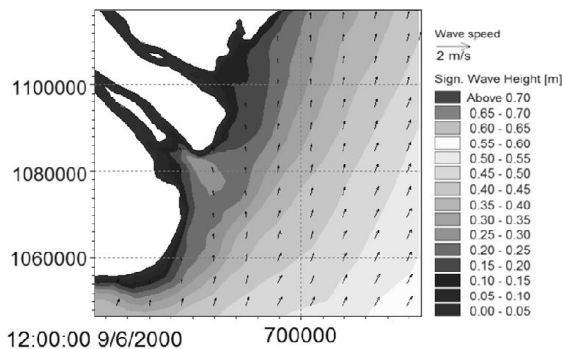 Wave speed
2 m/s
Sign. Wave Height [m]
Above 0.70
0.65 - 0.70
0.60 - 0.65
0.55 - 0.60
0.50 - 0.55
0.45 - 0.50
0.40 - 0.45
0.35 - 0.40
0.30 - 0.35
0.25 - 0.30
0.20 - 0.25
0.15 - 0.20
0.10 - 0.15
0.05 - 0.10
0.00 - 0.05
1100000
1080000
1060000
12:00:00 9/6/2000
700000